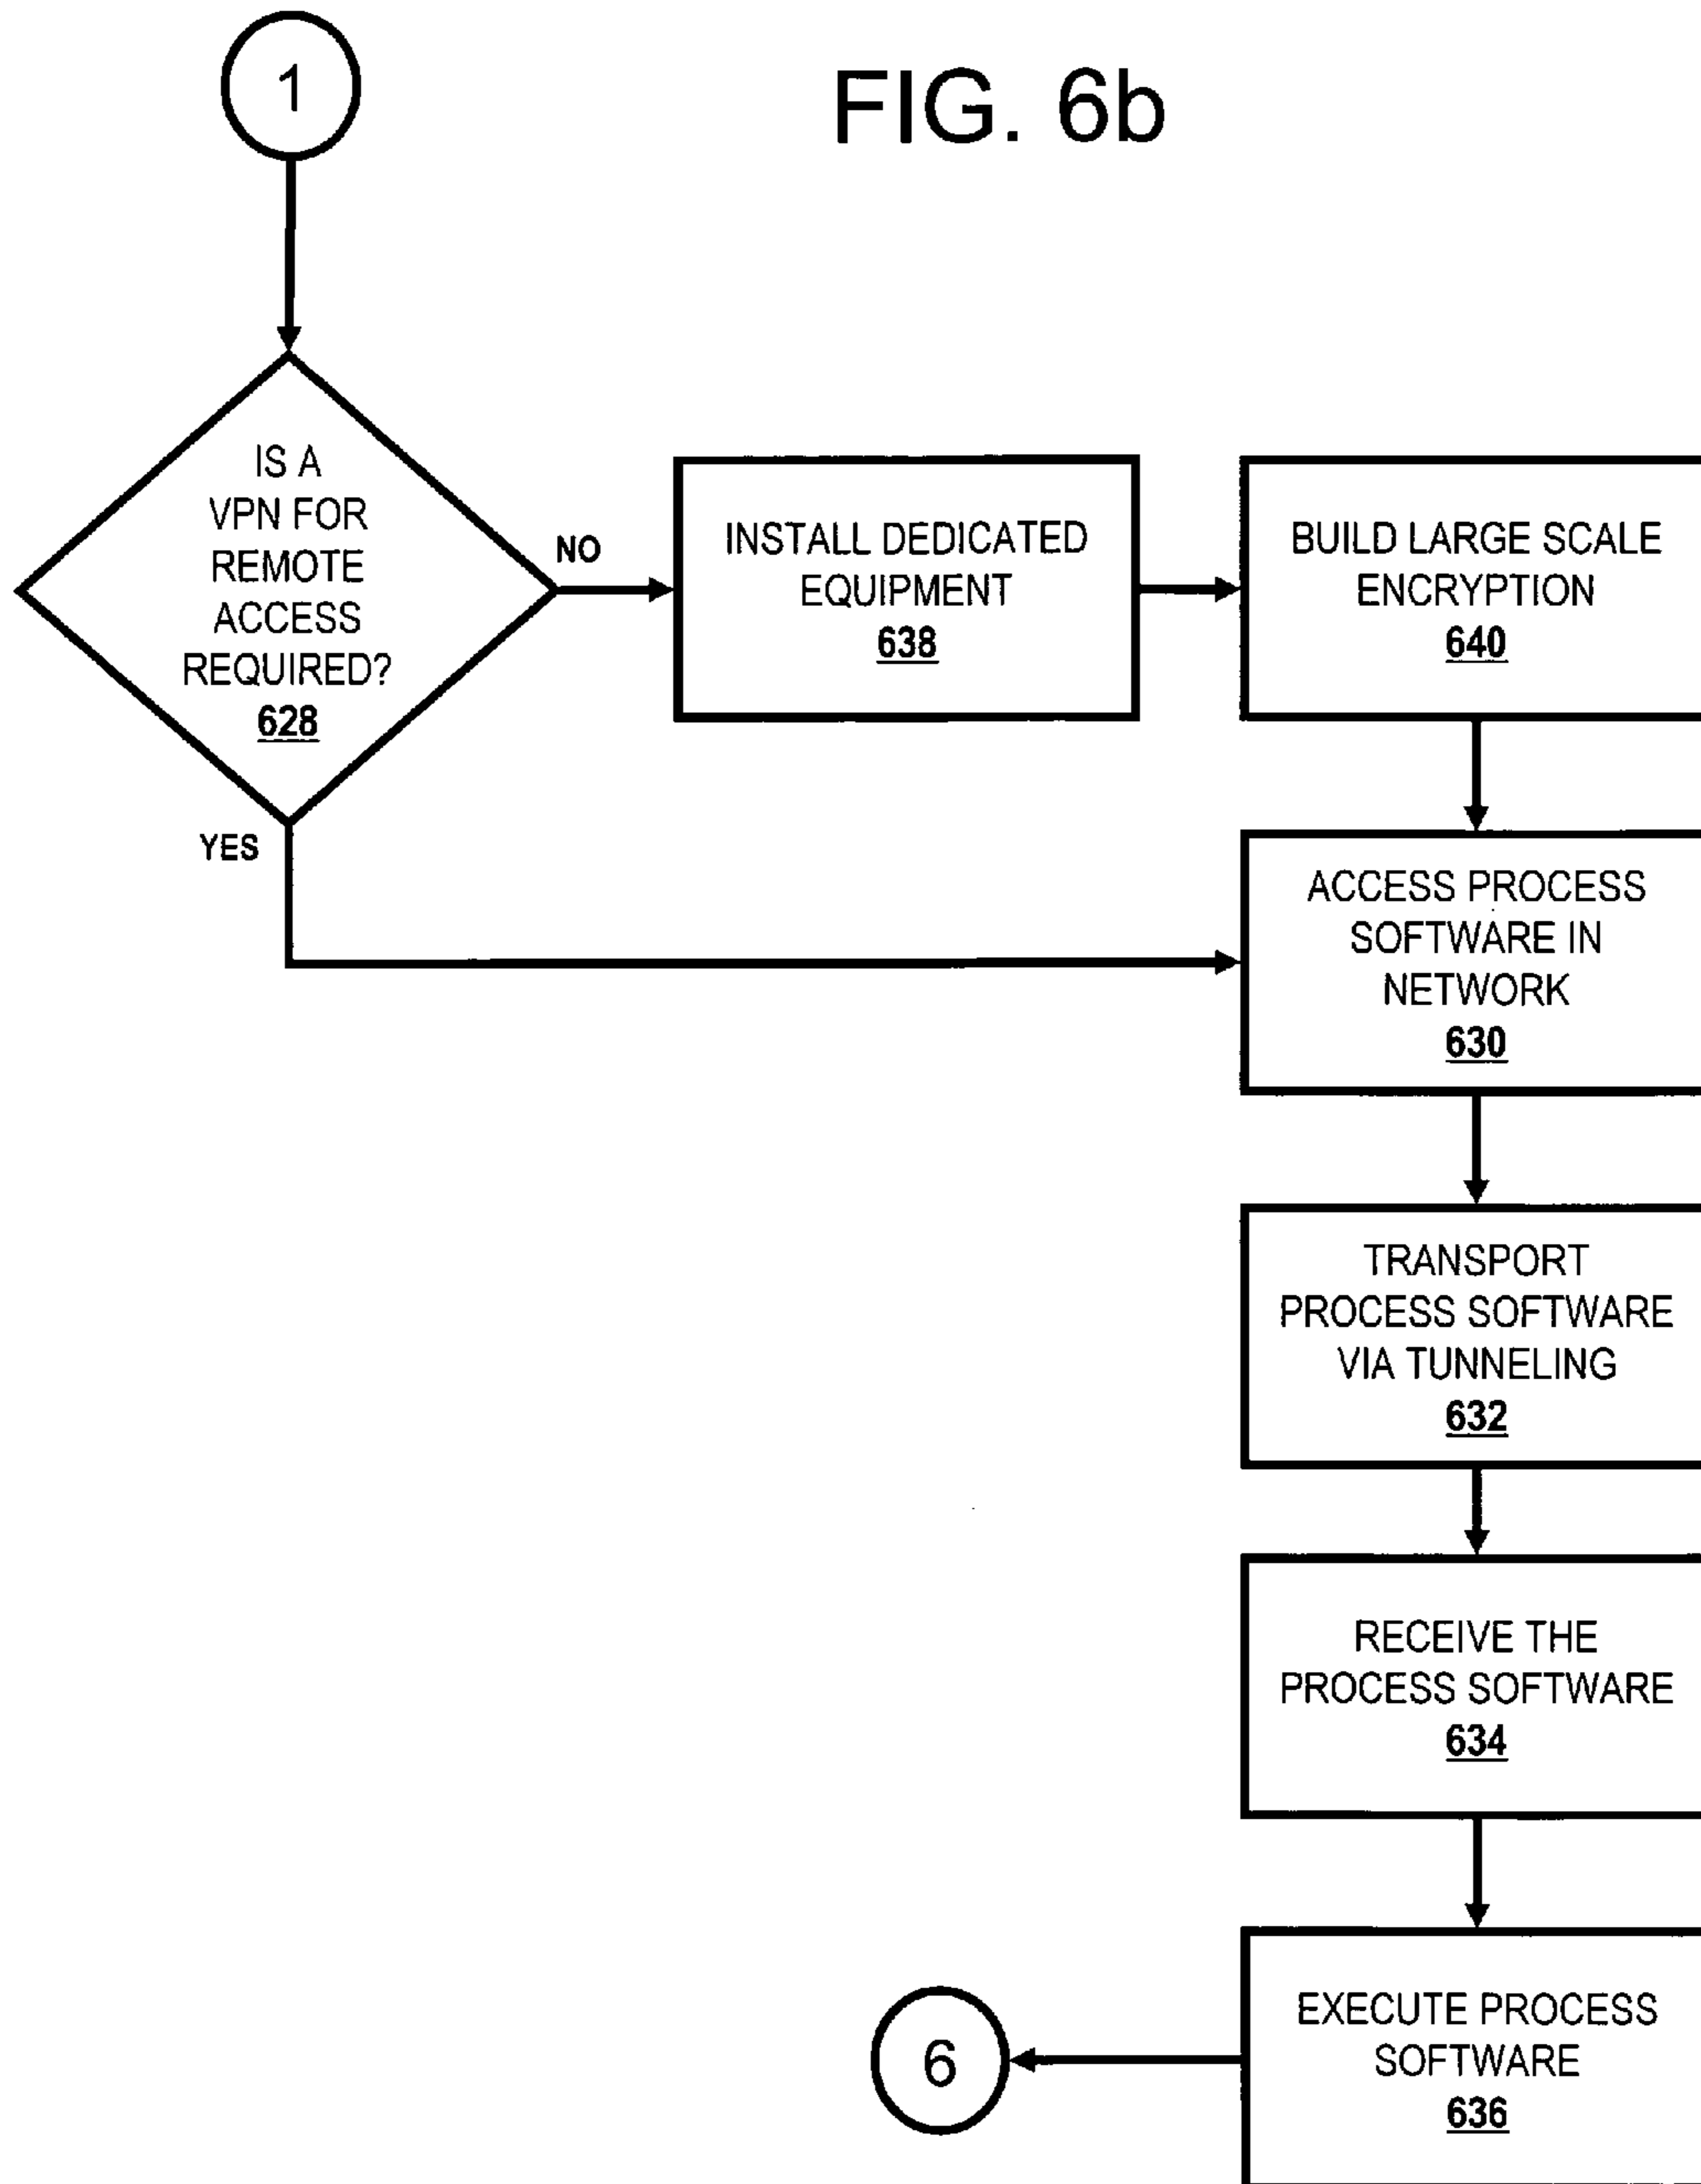 1
FIG. 6b
IS A
VPN FOR
REMOTE
ACCESS
REQUIRED?
628
NO
YES
INSTALL DEDICATED
EQUIPMENT
638
BUILD LARGE SCALE
ENCRYPTION
640
ACCESS PROCESS
SOFTWARE IN
NETWORK
630
TRANSPORT
PROCESS SOFTWARE
VIA TUNNELING
632
RECEIVE THE
PROCESS SOFTWARE
634
EXECUTE PROCESS
SOFTWARE
636
6